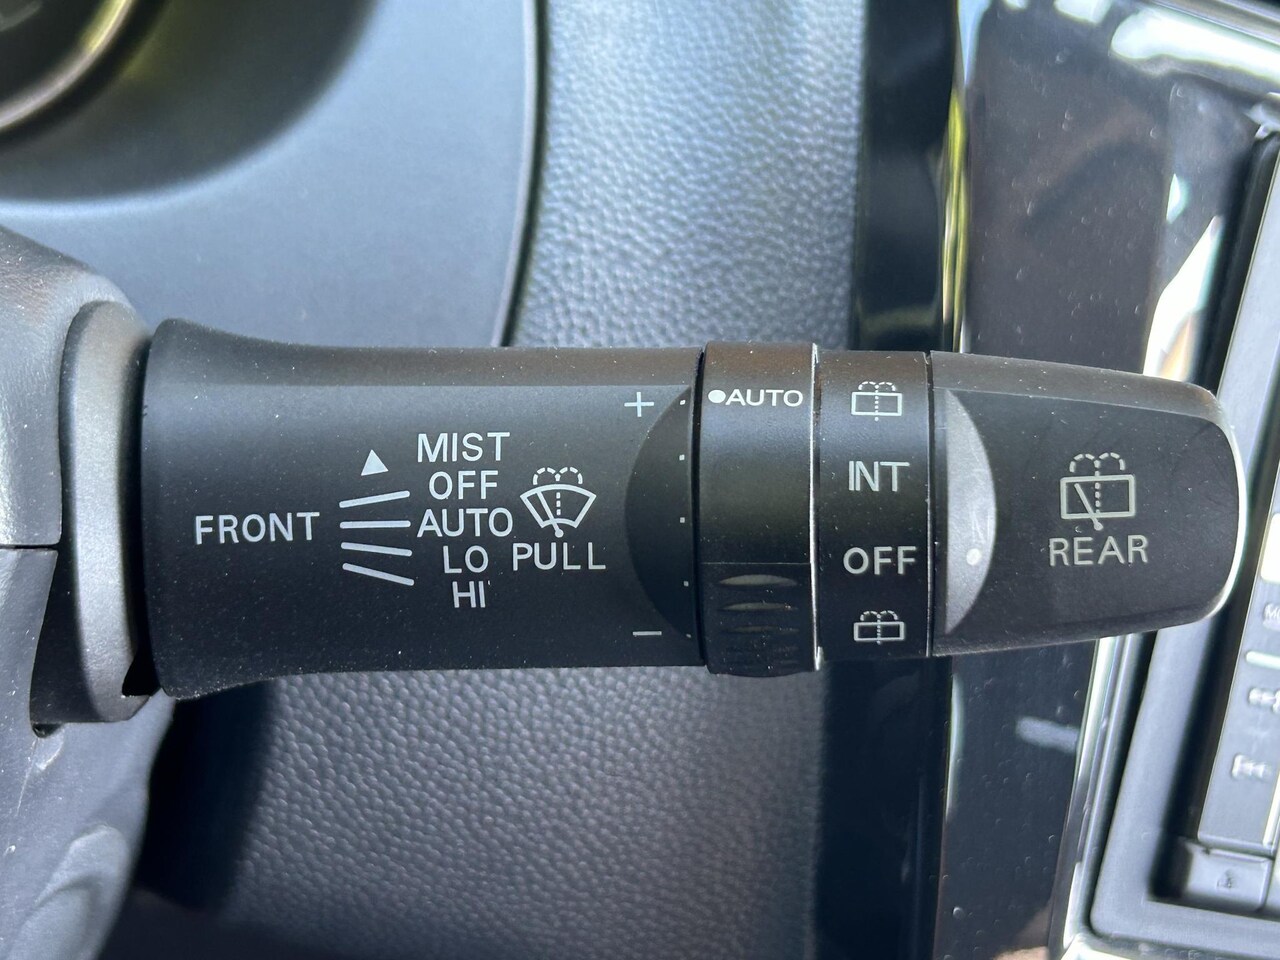 FRONT
MIST
OFF
AUTO
LO
HI
PULL
+
−
●AUTO
INT
OFF
REAR